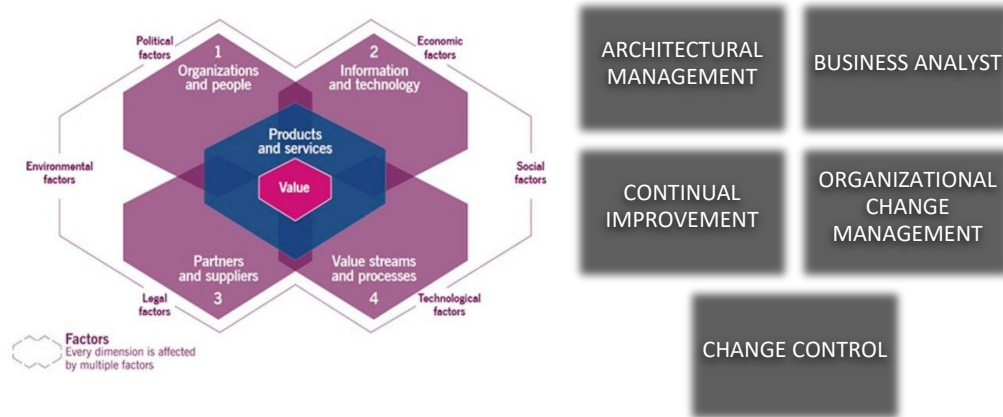 Political
factors
1
Organizations
and people
2
Information
and technology
Economic
factors
Products
and services
Value
Environmental
factors
Social
factors
Partners
and suppliers
3
Value streams
and processes
4
Legal
factors
Technological
factors
Factors
Every dimension is affected
by multiple factors
ARCHITECTURAL
MANAGEMENT
BUSINESS ANALYST
CONTINUAL
IMPROVEMENT
ORGANIZATIONAL
CHANGE
MANAGEMENT
CHANGE CONTROL